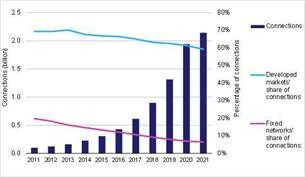 2.5
2.0
1.5
1.0
0.5
0.0
Connections (billion)
80%
70%
60%
50%
40%
30%
20%
10%
0%
Percentage of connections
2011 2012 2013 2014 2015 2016 2017 2018 2019 2020 2021
Connections
Developed
markets'
share of
connections
Fixed
networks'
share of
connections